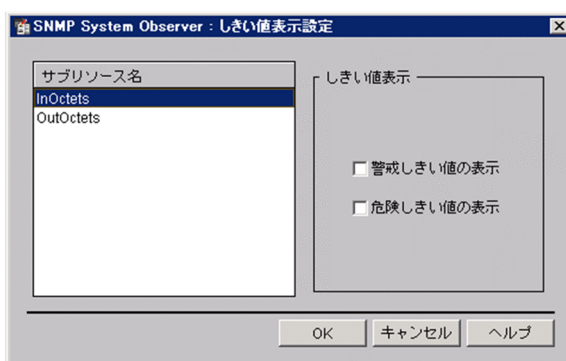 SNMP System Observer : しきい値表示設定
サブリソース名
InOctets
OutOctets
しきい値表示
警戒しきい値の表示
危険しきい値の表示
OK
キャンセル
ヘルプ